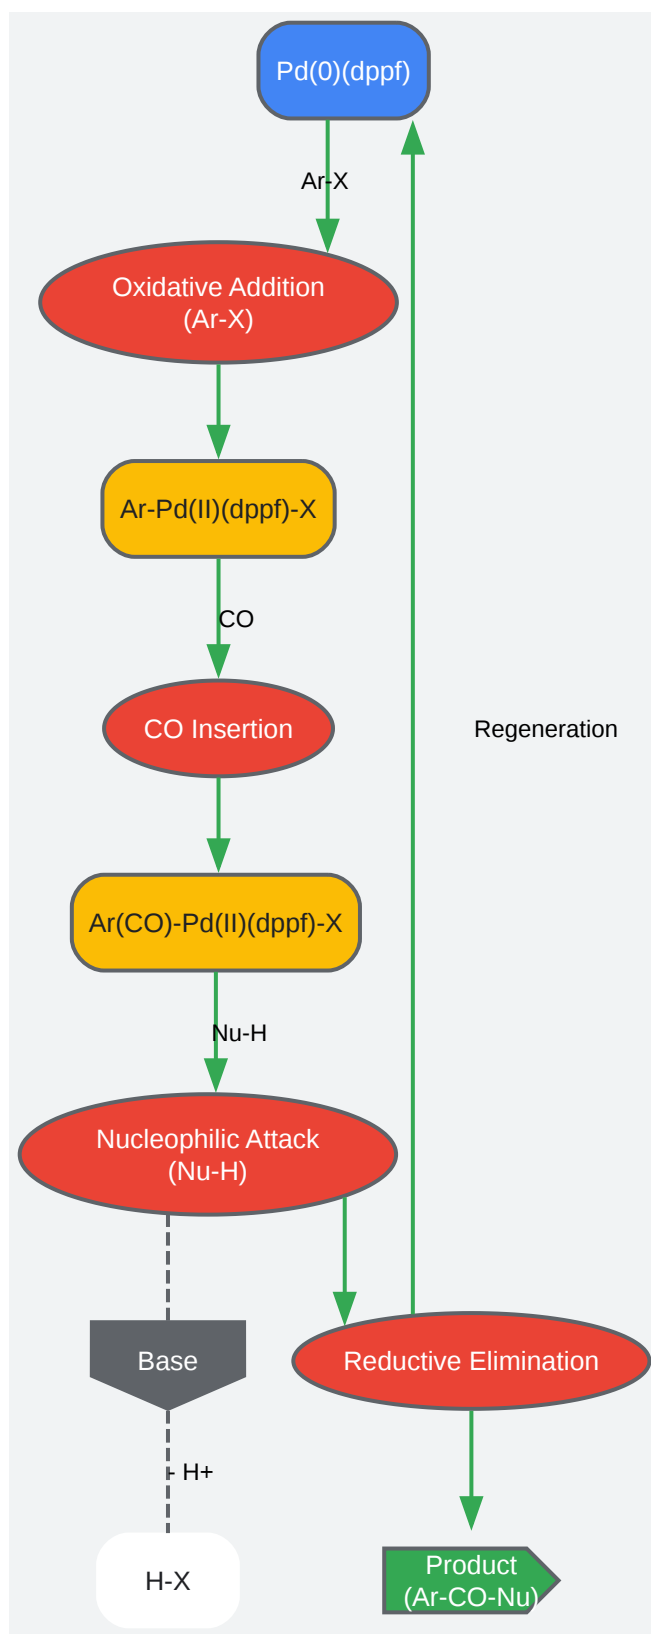 Pd(0)(dppf)
Ar-X
Oxidative Addition
(Ar-X)
Ar-Pd(II)(dppf)-X
CO
CO Insertion
Regeneration
Ar(CO)-Pd(II)(dppf)-X
Nu-H
Nucleophilic Attack
(Nu-H)
Base
Reductive Elimination
- H+
H-X
Product
(Ar-CO-Nu)